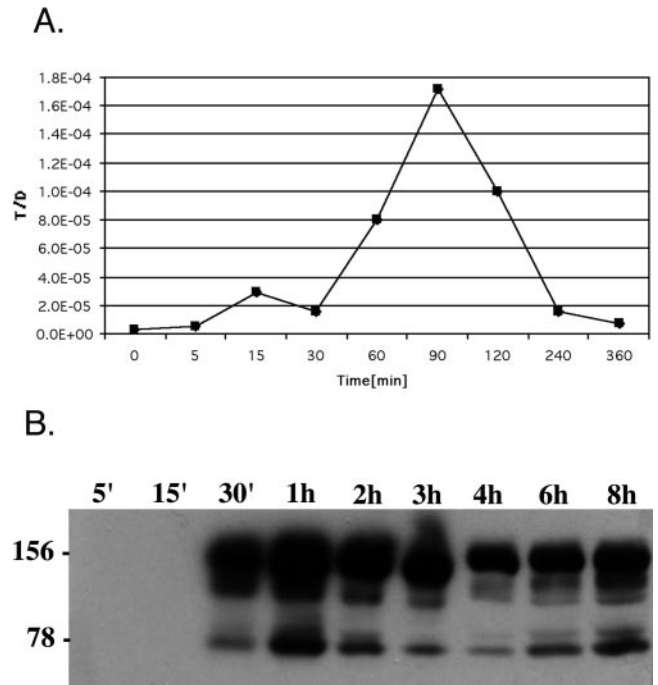 A.
1.8E-04
1.6E-04
1.4E-04
1.2E-04
1.0E-04
8.0E-05
6.0E-05
4.0E-05
2.0E-05
0.0E+00
T/D
0 5 15 30 60 90 120 240 360
Time[min]
B.
5' 15' 30' 1h 2h 3h 4h 6h 8h
156 -
78 -